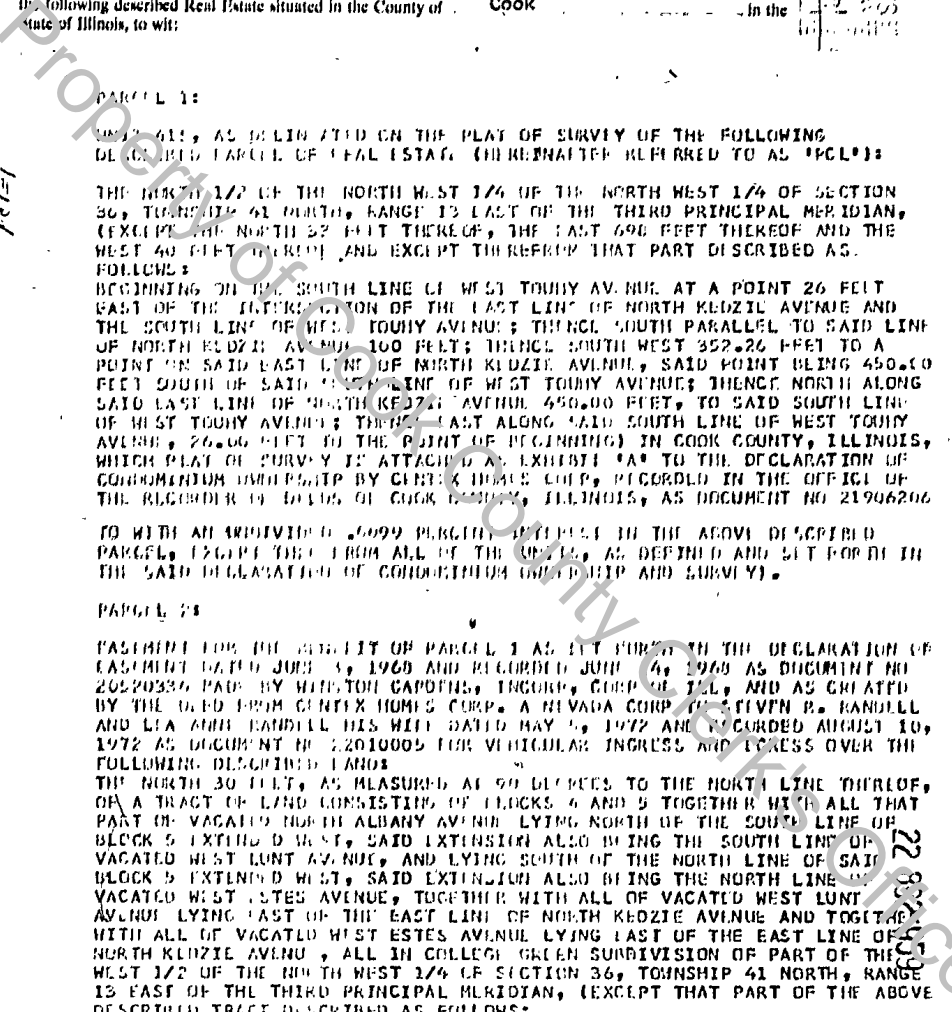 the following described Real Estate situated in the County of Cook in the
State of Illinois, to wit:
PARCEL 1:
UNIT 611, AS DELINEATED ON THE PLAT OF SURVEY OF THE FOLLOWING
DESCRIBED PARCEL OF REAL ESTATE (HEREINAFTER REFERRED TO AS 'PCL'):
THE NORTH 1/2 OF THE NORTH WEST 1/4 OF THE NORTH WEST 1/4 OF SECTION
36, TOWNSHIP 41 NORTH, RANGE 13 EAST OF THE THIRD PRINCIPAL MERIDIAN,
(EXCEPT THE NORTH FEET THEREOF, THE EAST 690 FEET THEREOF AND THE
WEST 40 FEET THEREOF AND EXCEPT THEREFROM THAT PART DESCRIBED AS
FOLLOWS:
BEGINNING ON THE SOUTH LINE OF WEST TOUHY AVENUE AT A POINT 26 FEET
EAST OF THE INTERSECTION OF THE EAST LINE OF NORTH KEDZIE AVENUE AND
THE SOUTH LINE OF WEST TOUHY AVENUE; THENCE SOUTH PARALLEL TO SAID LINE
OF NORTH KEDZIE AVENUE 100 FEET; THENCE SOUTH WEST 352.26 FEET TO A
POINT ON SAID EAST LINE OF NORTH KEDZIE AVENUE, SAID POINT BEING 450.00
FEET SOUTH OF SAID SOUTH LINE OF WEST TOUHY AVENUE; THENCE NORTH ALONG
SAID EAST LINE OF NORTH KEDZIE AVENUE 450.00 FEET, TO SAID SOUTH LINE
OF WEST TOUHY AVENUE; THENCE EAST ALONG SAID SOUTH LINE OF WEST TOUHY
AVENUE, 26.00 FEET TO THE POINT OF BEGINNING) IN COOK COUNTY, ILLINOIS,
WHICH PLAT OF SURVEY IS ATTACHED AS EXHIBIT 'A' TO THE DECLARATION OF
CONDOMINIUM OWNERSHIP BY CENTEX HOMES CORP, RECORDED IN THE OFFICE OF
THE RECORDER OF DEEDS OF COOK COUNTY, ILLINOIS, AS DOCUMENT NO 21906206
TO WITH AN UNDIVIDED .6099 PERCENT INTEREST IN THE ABOVE DESCRIBED
PARCEL, EXCEPT THEREFROM ALL OF THE UNITS, AS DEFINED AND SET FORTH IN
THE SAID DECLARATION OF CONDOMINIUM OWNERSHIP AND SURVEY).
PARCEL 2:
EASEMENT FOR THE BENEFIT OF PARCEL 1 AS SET FORTH IN THE DECLARATION OF
EASEMENT DATED JUNE , 1968 AND RECORDED JUNE , 1968 AS DOCUMENT NO
MADE BY WINSTON GARDENS, INCORP, CORP OF ILL, AND AS CREATED
BY THE DEED FROM CENTEX HOMES CORP. A NEVADA CORP TO STEVEN R. RANDELL
AND LEA ANNE RANDELL HIS WIFE DATED MAY , 1972 AND RECORDED AUGUST 10,
1972 AS DOCUMENT NO 22010005 FOR VEHICULAR INGRESS AND EGRESS OVER THE
FOLLOWING DESCRIBED LAND:
THE NORTH 30 FEET, AS MEASURED AT 90 DEGREES TO THE NORTH LINE THEREOF,
OF A TRACT OF LAND CONSISTING OF BLOCKS 4 AND 5 TOGETHER WITH ALL THAT
PART OF VACATED NORTH ALBANY AVENUE LYING NORTH OF THE SOUTH LINE OF
BLOCK 5 EXTENDED WEST, SAID EXTENSION ALSO BEING THE SOUTH LINE OF
VACATED WEST LUNT AVENUE, AND LYING SOUTH OF THE NORTH LINE OF SAID
BLOCK 5 EXTENDED WEST, SAID EXTENSION ALSO BEING THE NORTH LINE OF
VACATED WEST ESTES AVENUE, TOGETHER WITH ALL OF VACATED WEST LUNT
AVENUE LYING EAST OF THE EAST LINE OF NORTH KEDZIE AVENUE AND TOGETHER
WITH ALL OF VACATED WEST ESTES AVENUE LYING EAST OF THE EAST LINE OF
NORTH KEDZIE AVENUE, ALL IN COLLEGE GREEN SUBDIVISION OF PART OF THE
WEST 1/2 OF THE NORTH WEST 1/4 OF SECTION 36, TOWNSHIP 41 NORTH, RANGE
13 EAST OF THE THIRD PRINCIPAL MERIDIAN, (EXCEPT THAT PART OF THE ABOVE
DESCRIBED TRACT DESCRIBED AS FOLLOWS:
Property of Cook County Clerk's Office